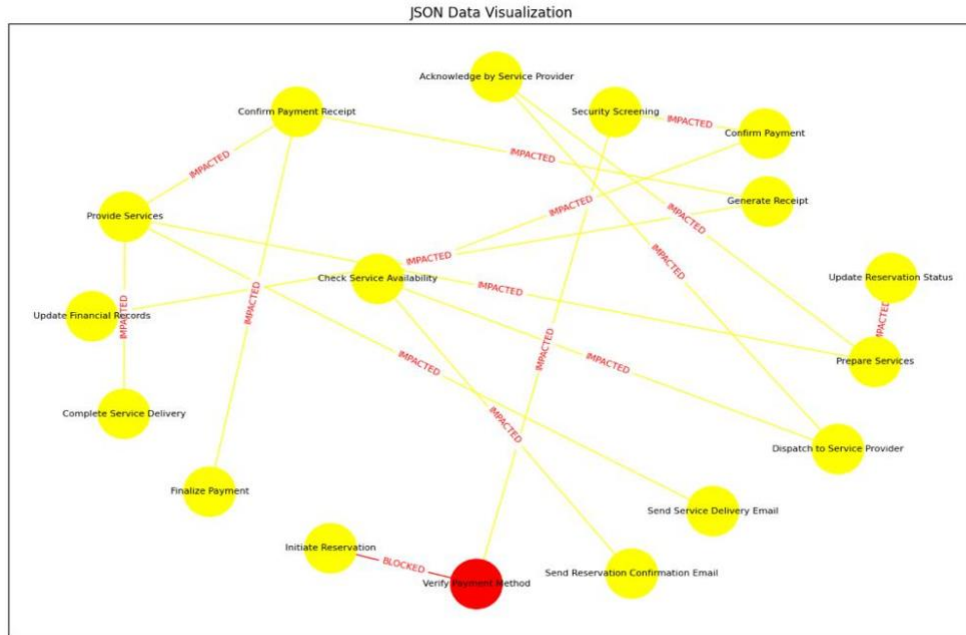 JSON Data Visualization
Acknowledge by Service Provider
Confirm Payment Receipt
Security Screening
IMPACTED
Confirm Payment
IMPACTED
IMPACTED
Generate Receipt
IMPACTED
Provide Services
IMPACTED
IMPACTED
IMPACTED
Check Service Availability
Update Reservation Status
IMPACTED
IMPACTED
Update Financial Records
IMPACTED
IMPACTED
IMPACTED
IMPACTED
IMPACTED
Prepare Services
Complete Service Delivery
IMPACTED
Dispatch to Service Provider
Finalize Payment
Send Service Delivery Email
Initiate Reservation
BLOCKED
Verify Payment Method
Send Reservation Confirmation Email